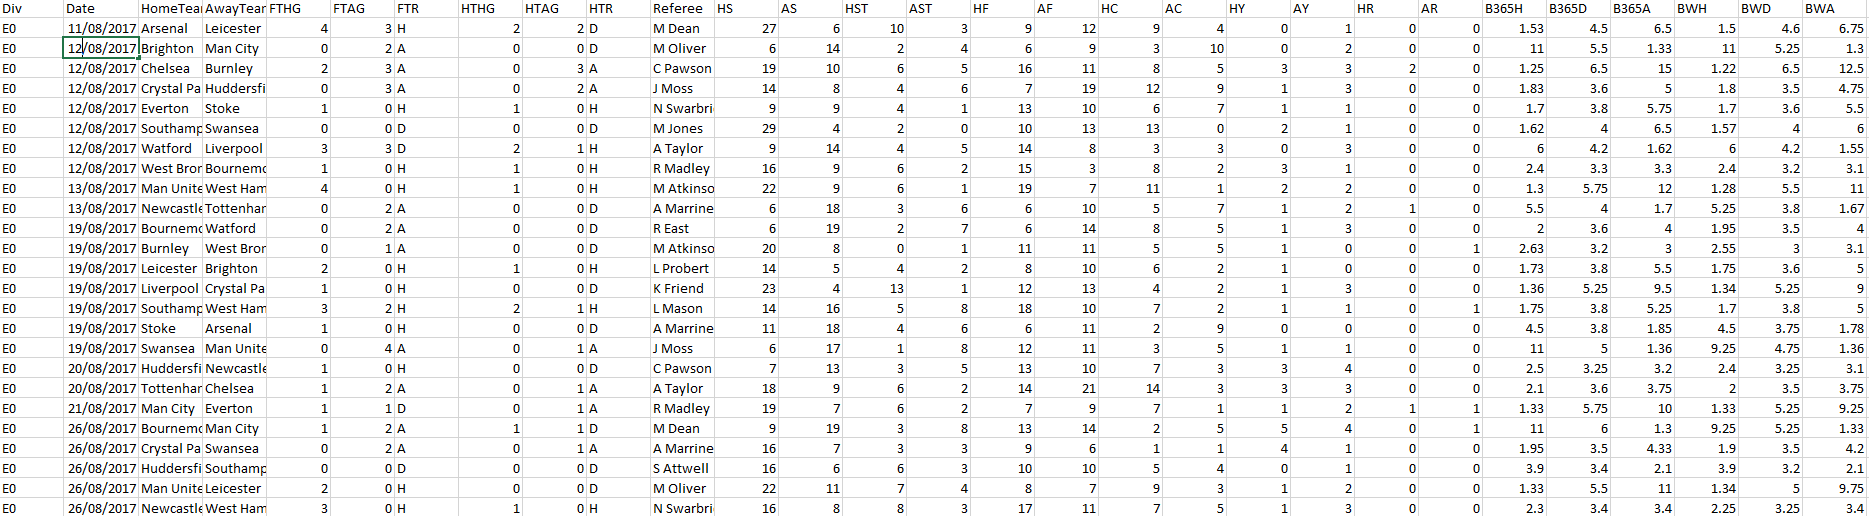 Div Date HomeTear AwayTean FTHG FTAG FTR HTHG HTAG HTR Referee HS AS HST AST HF AF HC AC HY AY HR AR B365H B365D B365A BWH BWD BWA
E0 11/08/2017 Arsenal Leicester 4 3 H 2 2 D M Dean 27 6 10 3 9 12 9 4 0 1 0 0 1.53 4.5 6.5 1.5 4.6 6.75
E0 12/08/2017 Brighton Man City 0 2 A 0 0 D M Oliver 6 14 2 4 6 9 3 10 0 2 0 0 11 5.5 1.33 11 5.25 1.3
E0 12/08/2017 Chelsea Burnley 2 3 A 0 3 A C Pawson 19 10 6 5 16 11 8 5 3 3 2 0 1.25 6.5 15 1.22 6.5 12.5
E0 12/08/2017 Crystal Pa Huddersfi 0 3 A 0 2 A J Moss 14 8 4 6 7 19 12 9 1 3 0 0 1.83 3.6 5 1.8 3.5 4.75
E0 12/08/2017 Everton Stoke 1 0 H 1 0 H N Swarbri 9 9 4 1 13 10 6 7 1 1 0 0 1.7 3.8 5.75 1.7 3.6 5.5
E0 12/08/2017 Southamp Swansea 0 0 D 0 0 D M Jones 29 4 2 0 10 13 13 0 2 1 0 0 1.62 4 6.5 1.57 4 6
E0 12/08/2017 Watford Liverpool 3 3 D 2 1 H A Taylor 9 14 4 5 14 8 3 3 0 3 0 0 6 4.2 1.62 6 4.2 1.55
E0 12/08/2017 West Bror Bournemo 1 0 H 1 0 H R Madley 16 9 6 2 15 3 8 2 3 1 0 0 2.4 3.3 3.3 2.4 3.2 3.1
E0 13/08/2017 Man Unite West Ham 4 0 H 1 0 H M Atkinso 22 9 6 1 19 7 11 1 2 2 0 0 1.3 5.75 12 1.28 5.5 11
E0 13/08/2017 Newcastle Tottenhar 0 2 A 0 0 D A Marrine 6 18 3 6 6 10 5 7 1 2 1 0 5.5 4 1.7 5.25 3.8 1.67
E0 19/08/2017 Bournemo Watford 0 2 A 0 0 D R East 6 19 2 7 6 14 8 5 1 3 0 0 2 3.6 4 1.95 3.5 4
E0 19/08/2017 Burnley West Bror 0 1 A 0 0 D M Atkinso 20 8 0 1 11 11 5 5 1 0 0 1 2.63 3.2 3 2.55 3 3.1
E0 19/08/2017 Leicester Brighton 2 0 H 1 0 H L Probert 14 5 4 2 8 10 6 2 1 0 0 0 1.73 3.8 5.5 1.75 3.6 5
E0 19/08/2017 Liverpool Crystal Pa 1 0 H 0 0 D K Friend 23 4 13 1 12 13 4 2 1 3 0 0 1.36 5.25 9.5 1.34 5.25 9
E0 19/08/2017 Southamp West Ham 3 2 H 2 1 H L Mason 14 16 5 8 18 10 7 2 1 1 0 1 1.75 3.8 5.25 1.7 3.8 5
E0 19/08/2017 Stoke Arsenal 1 0 H 0 0 D A Marrine 11 18 4 6 6 11 2 9 0 0 0 0 4.5 3.8 1.85 4.5 3.75 1.78
E0 19/08/2017 Swansea Man Unite 0 4 A 0 1 A J Moss 6 17 1 8 12 11 3 5 1 1 0 0 11 5 1.36 9.25 4.75 1.36
E0 20/08/2017 Huddersfi Newcastle 1 0 H 0 0 D C Pawson 7 13 3 5 13 10 7 3 3 4 0 0 2.5 3.25 3.2 2.4 3.25 3.1
E0 20/08/2017 Tottenhar Chelsea 1 2 A 0 1 A A Taylor 18 9 6 2 14 21 14 3 3 3 0 0 2.1 3.6 3.75 2 3.5 3.75
E0 21/08/2017 Man City Everton 1 1 D 0 1 A R Madley 19 7 6 2 7 9 7 1 1 2 1 1 1.33 5.75 10 1.33 5.25 9.25
E0 26/08/2017 Bournemo Man City 1 2 A 1 1 D M Dean 9 19 3 8 13 14 2 5 5 4 0 1 11 6 1.3 9.25 5.25 1.33
E0 26/08/2017 Crystal Pa Swansea 0 2 A 0 1 A A Marrine 16 7 3 3 9 6 1 1 4 1 0 0 1.95 3.5 4.33 1.9 3.5 4.2
E0 26/08/2017 Huddersfi Southamp 0 0 D 0 0 D S Attwell 16 6 6 3 10 10 5 4 0 1 0 0 3.9 3.4 2.1 3.9 3.2 2.1
E0 26/08/2017 Man Unite Leicester 2 0 H 0 0 D M Oliver 22 11 7 4 8 7 9 3 1 2 0 0 1.33 5.5 11 1.34 5 9.75
E0 26/08/2017 Newcastle West Ham 3 0 H 1 0 H N Swarbri 16 8 8 3 17 11 7 5 1 3 0 0 2.3 3.4 3.4 2.25 3.25 3.4